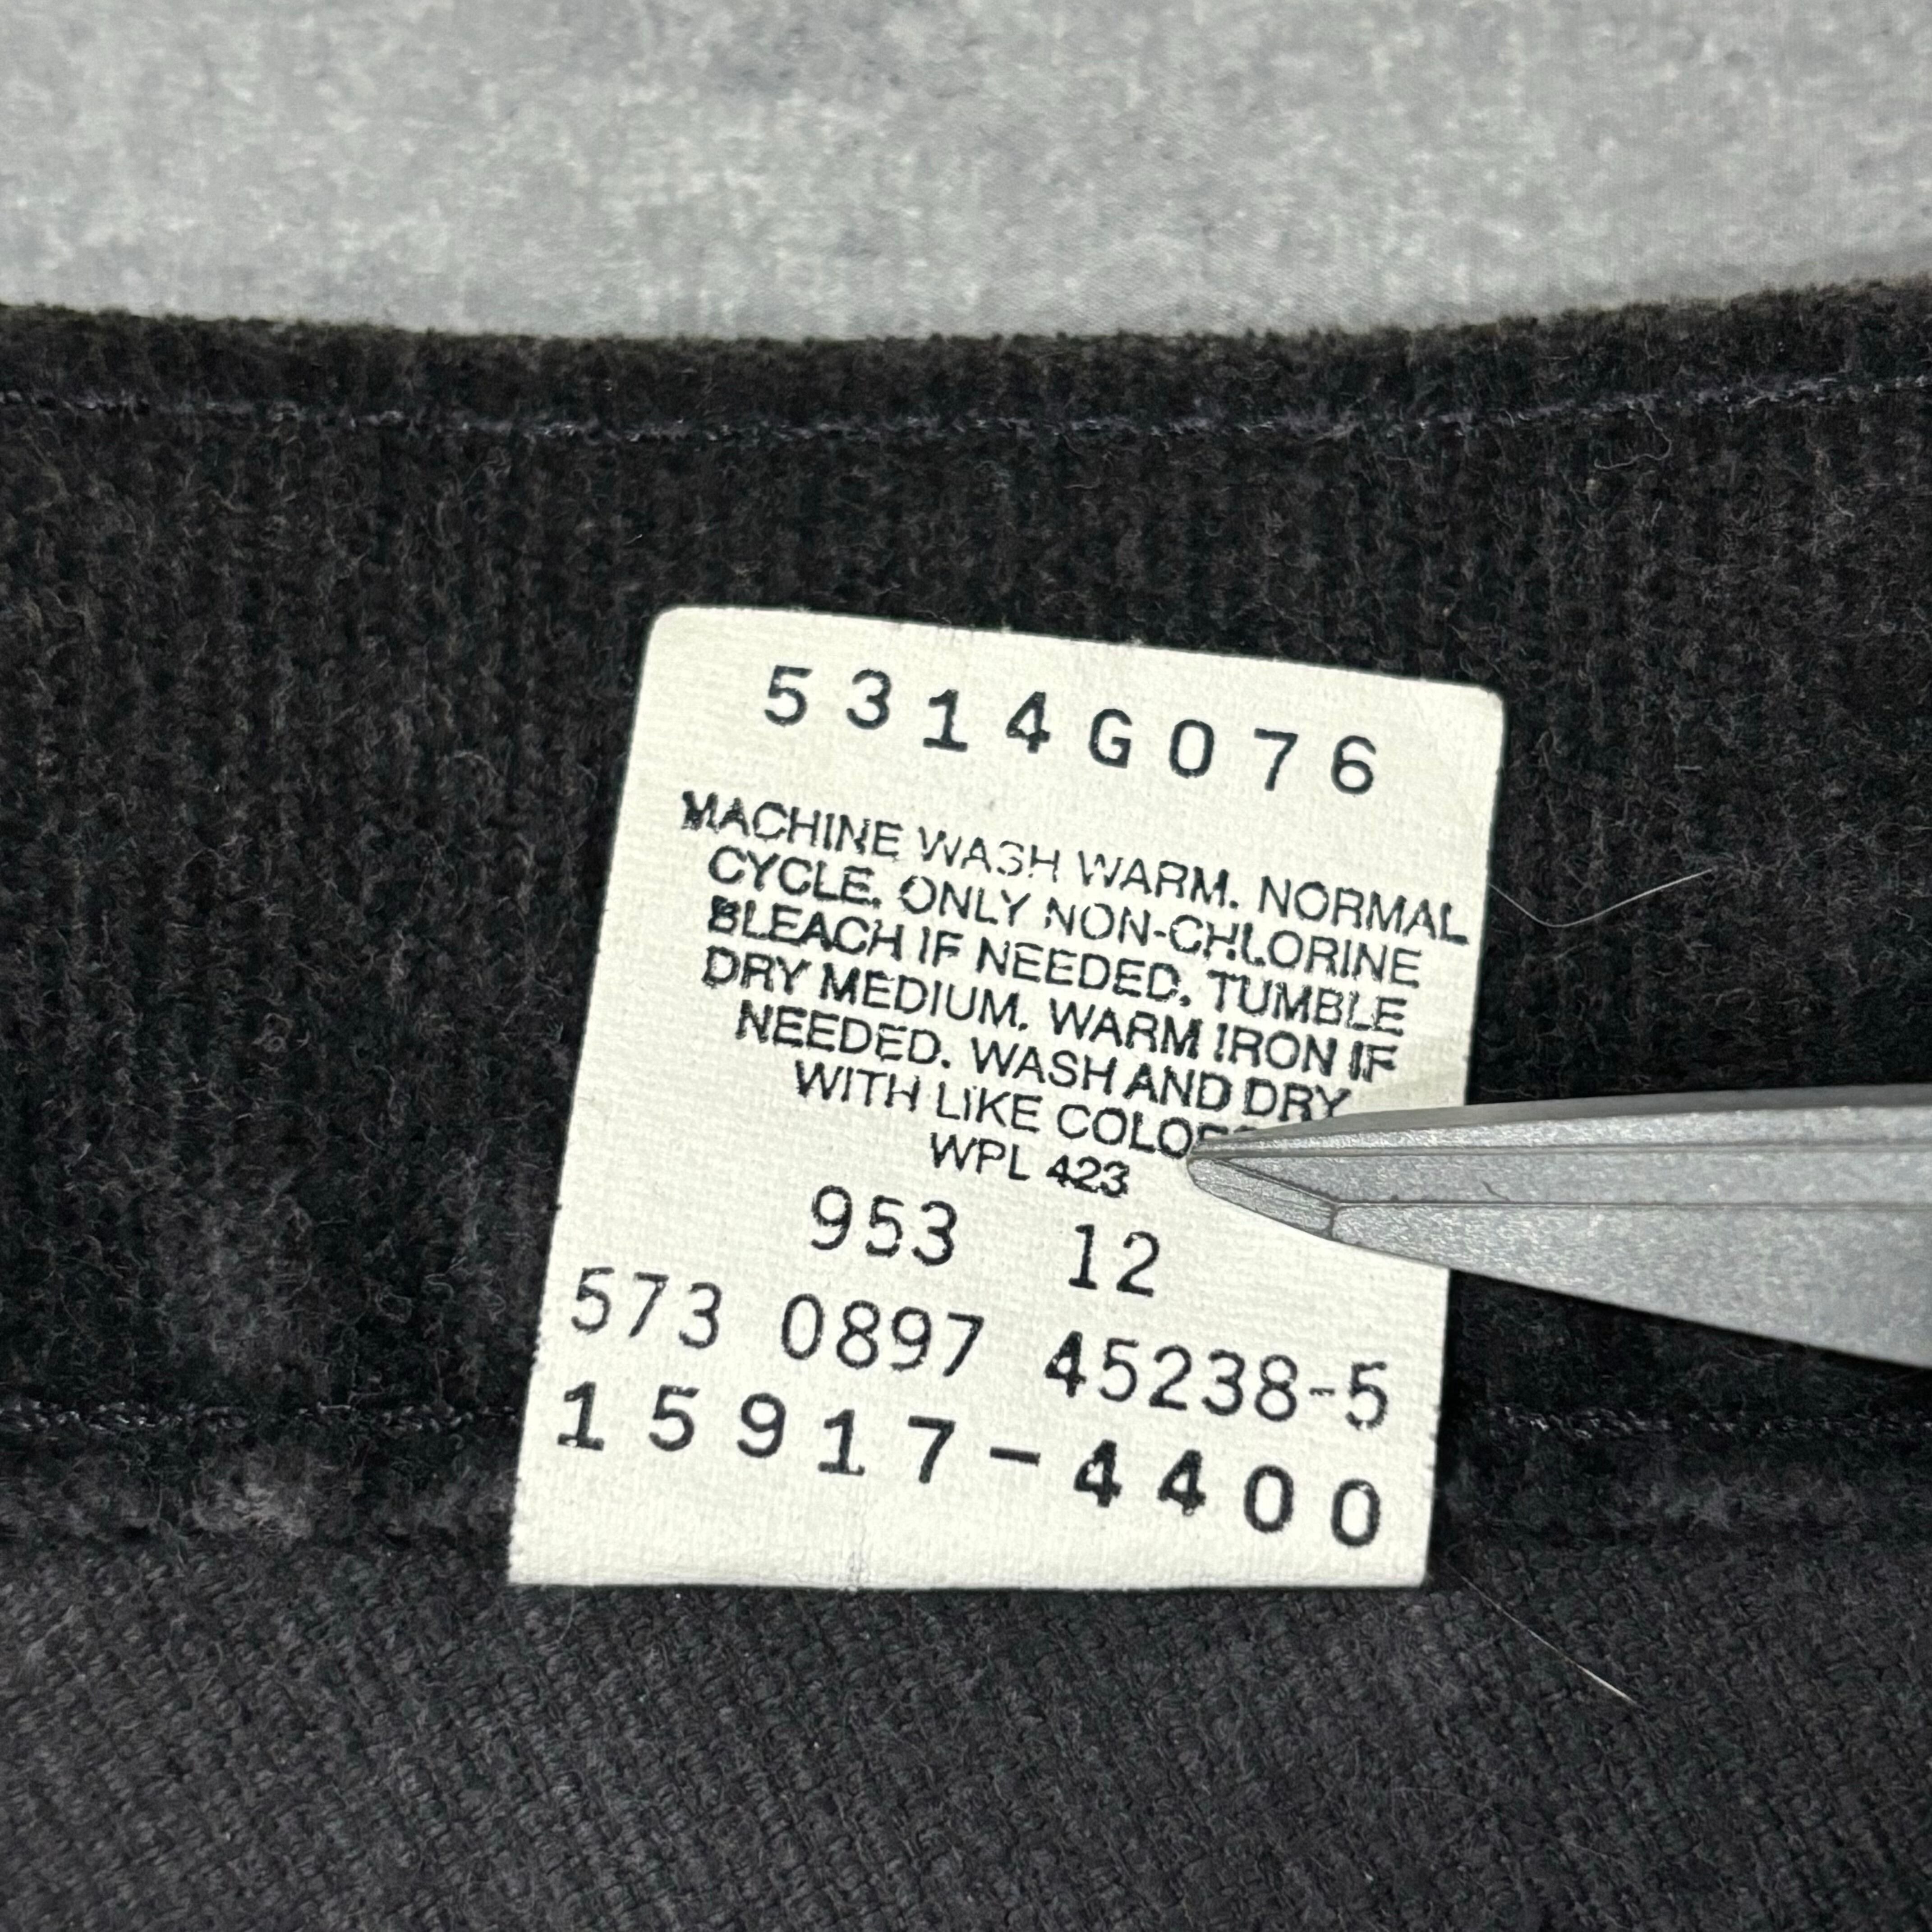 5314G076
MACHINE WASH WARM. NORMAL
CYCLE. ONLY NON-CHLORINE
BLEACH IF NEEDED. TUMBLE
DRY MEDIUM. WARM IRON IF
NEEDED. WASH AND DRY
WITH LIKE
WPL 423
953 12
573 0897 45238-5
15917-4400